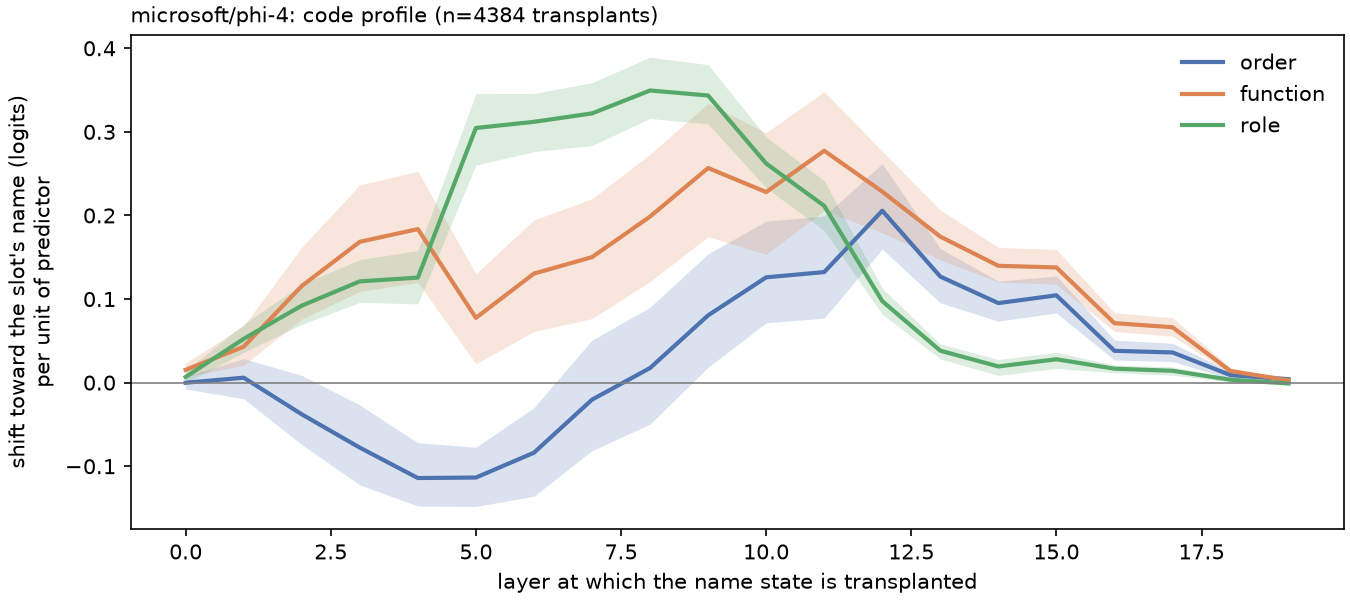 microsoft/phi-4: code profile (n=4384 transplants)
shift toward the slot's name (logits)
per unit of predictor
0.4
0.3
0.2
0.1
0.0
−0.1
order
function
role
0.0 2.5 5.0 7.5 10.0 12.5 15.0 17.5
layer at which the name state is transplanted